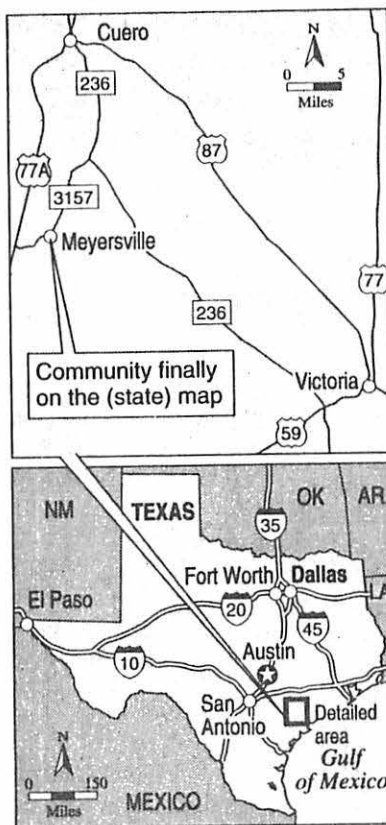 Cuero
N
236
0 5
Miles
87
77A
3157
Meyersville
77
236
Community finally
on the (state) map
Victoria
59
NM
TEXAS
OK
AR
35
Fort Worth
Dallas
LA
El Paso
20
45
10
Austin
San
Antonio
Detailed
area
Gulf
of Mexico
N
0 150
Miles
MEXICO